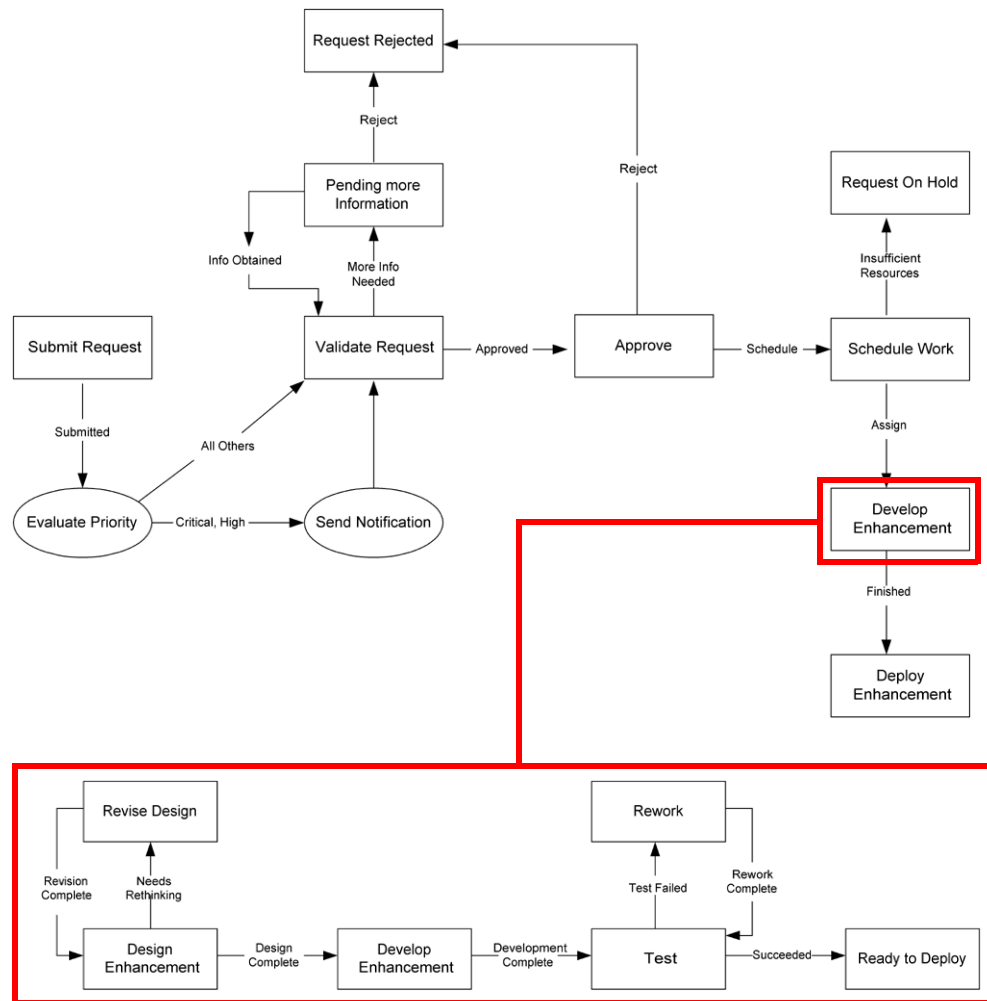 Request Rejected
Reject
Pending more
Information
Reject
Request On Hold
Info Obtained
More Info
Needed
Insufficient
Resources
Submit Request
Validate Request
Approved
Approve
Schedule
Schedule Work
Submitted
All Others
Assign
Evaluate Priority
Critical, High
Send Notification
Develop
Enhancement
Finished
Deploy
Enhancement
Revise Design
Rework
Revision
Complete
Needs
Rethinking
Test Failed
Rework
Complete
Design
Enhancement
Design
Complete
Develop
Enhancement
Development
Complete
Test
Succeeded
Ready to Deploy